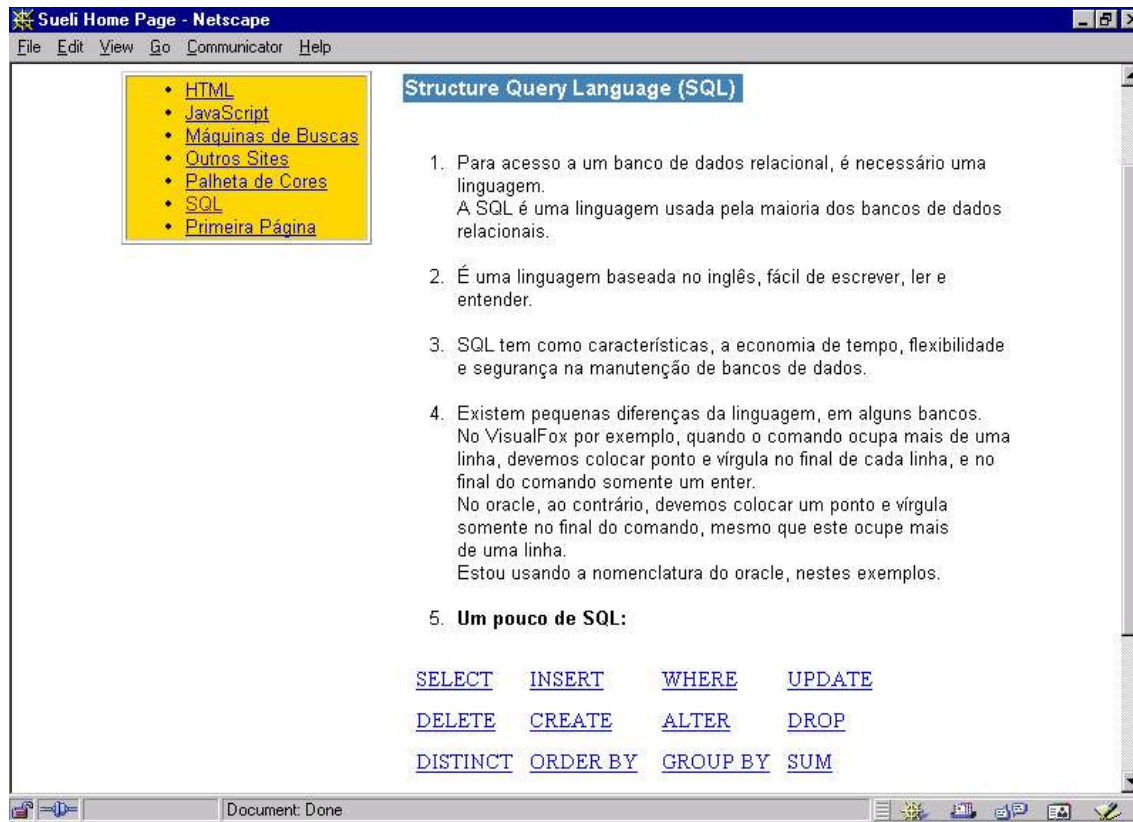 Sueli Home Page - Netscape
File Edit View Go Communicator Help
• HTML
• JavaScript
• Máquinas de Buscas
• Outros Sites
• Palheta de Cores
• SQL
• Primeira Página
Structure Query Language (SQL)
1. Para acesso a um banco de dados relacional, é necessário uma
linguagem.
A SQL é uma linguagem usada pela maioria dos bancos de dados
relacionais.
2. É uma linguagem baseada no inglês, fácil de escrever, ler e
entender.
3. SQL tem como características, a economia de tempo, flexibilidade
e segurança na manutenção de bancos de dados.
4. Existem pequenas diferenças da linguagem, em alguns bancos.
No VisualFox por exemplo, quando o comando ocupa mais de uma
linha, devemos colocar ponto e vírgula no final de cada linha, e no
final do comando somente um enter.
No oracle, ao contrário, devemos colocar um ponto e vírgula
somente no final do comando, mesmo que este ocupe mais
de uma linha.
Estou usando a nomenclatura do oracle, nestes exemplos.
5. Um pouco de SQL:
SELECT INSERT WHERE UPDATE
DELETE CREATE ALTER DROP
DISTINCT ORDER BY GROUP BY SUM
Document: Done